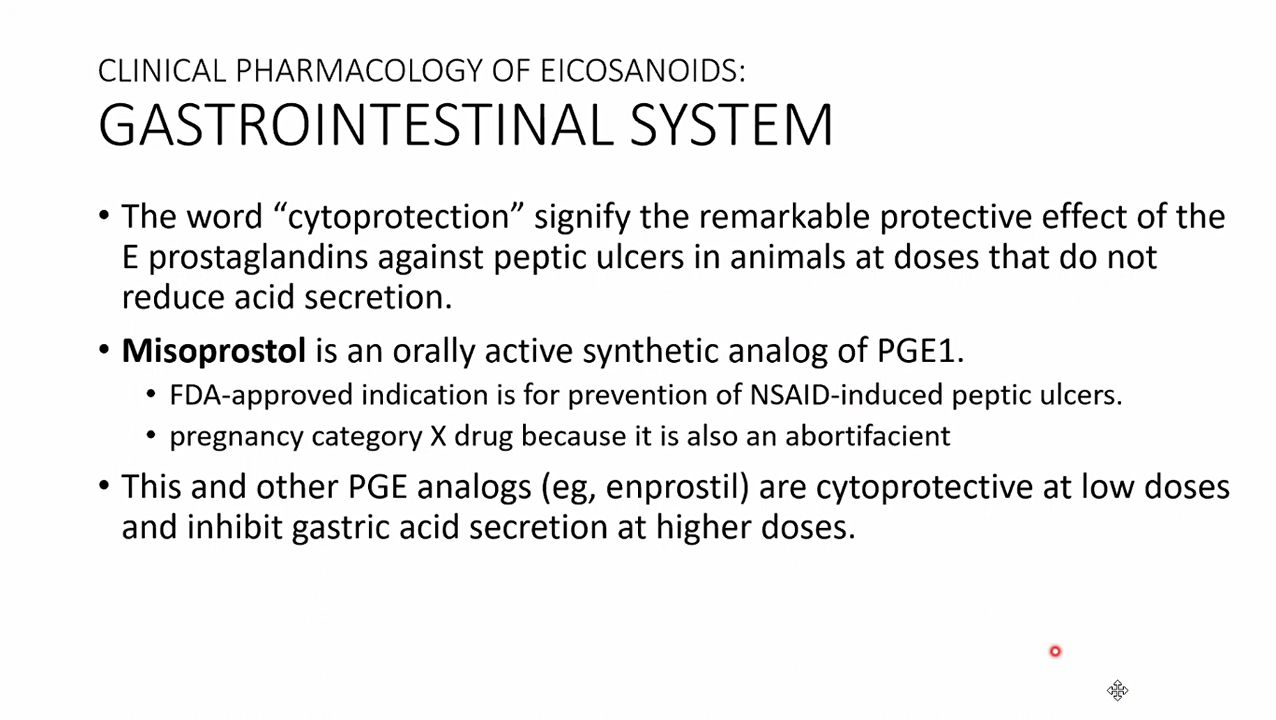 CLINICAL PHARMACOLOGY OF EICOSANOIDS:
GASTROINTESTINAL SYSTEM
• The word “cytoprotection” signify the remarkable protective effect of the
E prostaglandins against peptic ulcers in animals at doses that do not
reduce acid secretion.
• Misoprostol is an orally active synthetic analog of PGE1.
• FDA-approved indication is for prevention of NSAID-induced peptic ulcers.
• pregnancy category X drug because it is also an abortifacient
• This and other PGE analogs (eg, enprostil) are cytoprotective at low doses
and inhibit gastric acid secretion at higher doses.